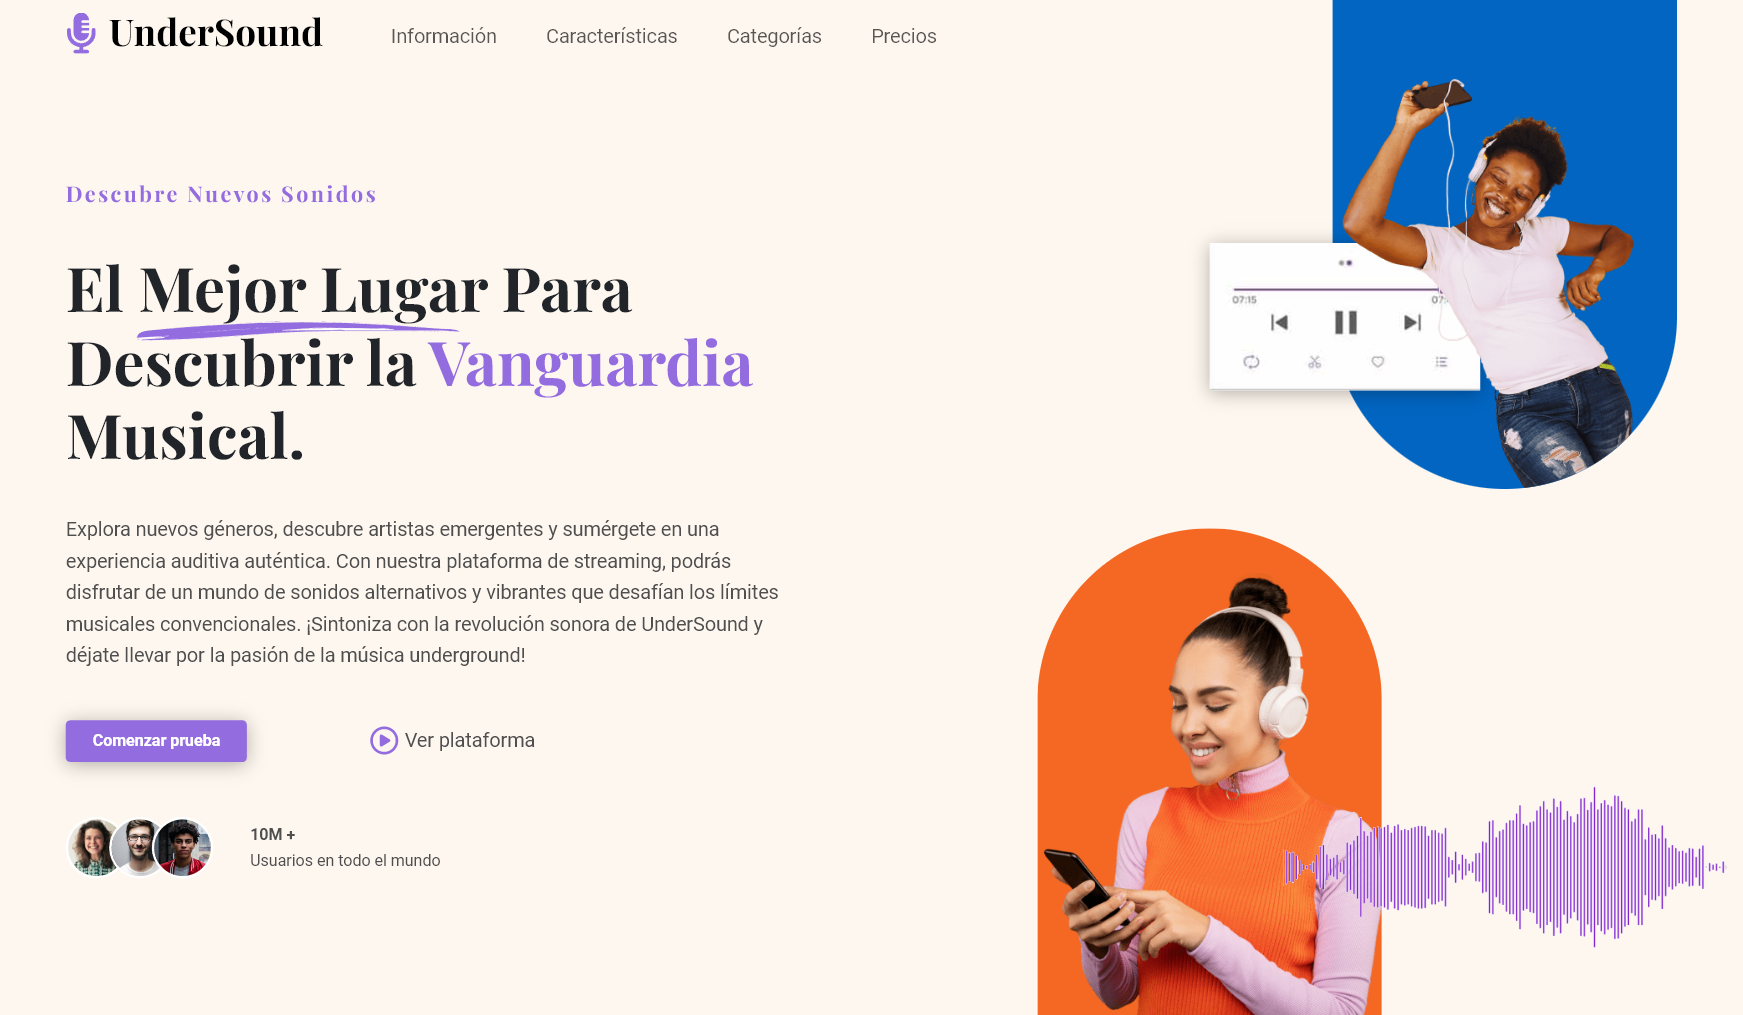 UnderSound
Información
Características
Categorías
Precios
Descubre Nuevos Sonidos
El Mejor Lugar Para
Descubrir la Vanguardia
Musical.
Explora nuevos géneros, descubre artistas emergentes y sumérgete en una
experiencia auditiva auténtica. Con nuestra plataforma de streaming, podrás
disfrutar de un mundo de sonidos alternativos y vibrantes que desafían los límites
musicales convencionales. ¡Sintoniza con la revolución sonora de UnderSound y
déjate llevar por la pasión de la música underground!
Comenzar prueba
Ver plataforma
10M +
Usuarios en todo el mundo
07:15